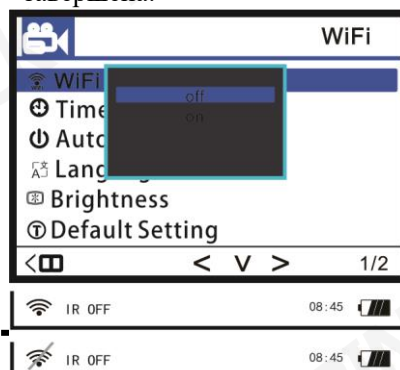 завершена.
WiFi
WiFi
off
on
Time
Auto
Lang
Brightness
Default Setting
< V > 1/2
IR OFF 08:45
IR OFF 08:45